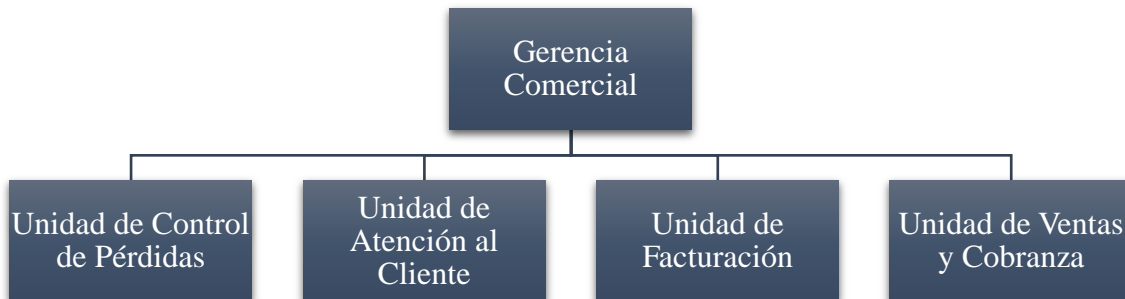 Gerencia
Comercial
Unidad de Control
de Pérdidas
Unidad de
Atención al
Cliente
Unidad de
Facturación
Unidad de Ventas
y Cobranza